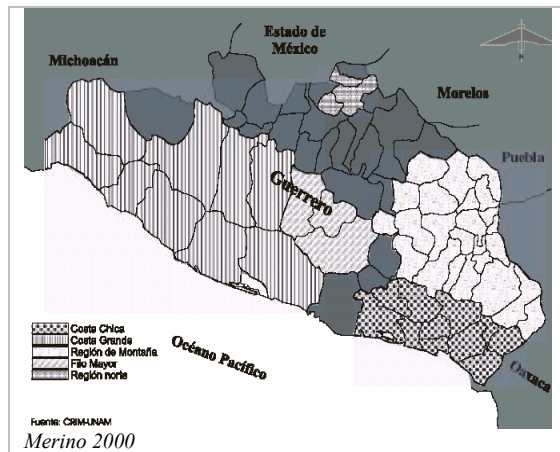 Estado de
México
Michoacán
Morelos
N
Puebla
Guerrero
Costa Chica
Costa Grande
Región de Montaña
Filo Mayor
Región norte
Océano Pacífico
Oaxaca
Fuente: CRIM-UNAM
Merino 2000